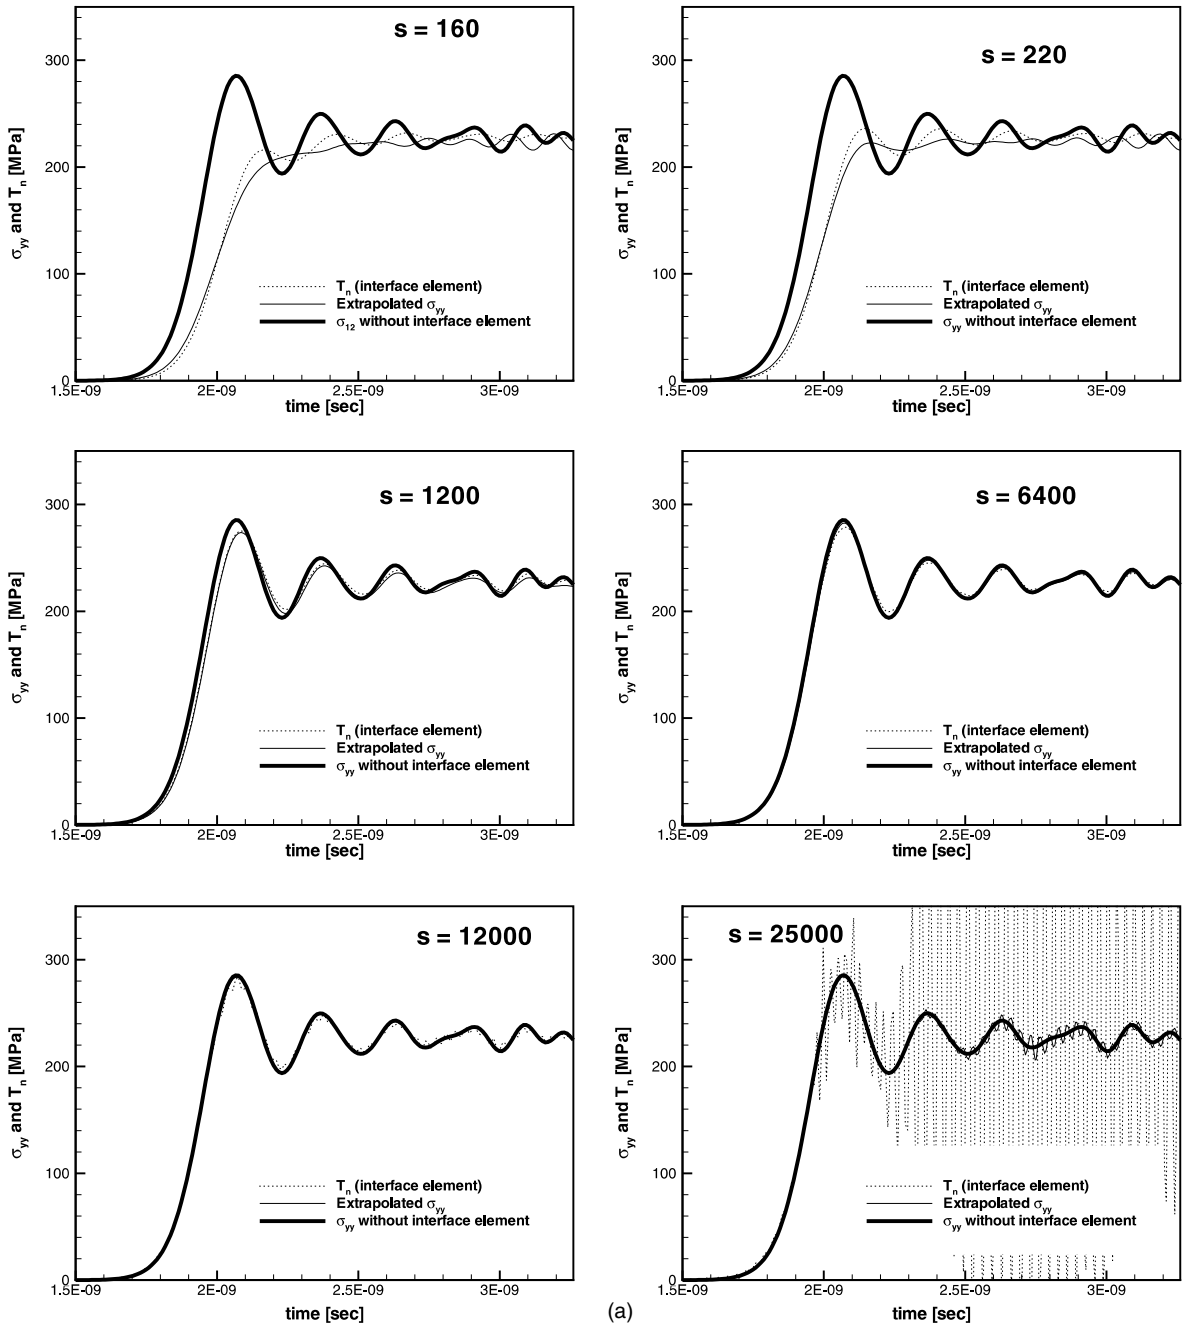 s = 160
300
200
100
0
σyy and Tn [MPa]
Tn (interface element)
Extrapolated σyy
σ12 without interface element
1.5E-09 2E-09 2.5E-09 3E-09
time [sec]
s = 220
300
200
100
0
σyy and Tn [MPa]
Tn (interface element)
Extrapolated σyy
σyy without interface element
1.5E-09 2E-09 2.5E-09 3E-09
time [sec]
s = 1200
300
200
100
0
σyy and Tn [MPa]
Tn (interface element)
Extrapolated σyy
σyy without interface element
1.5E-09 2E-09 2.5E-09 3E-09
time [sec]
s = 6400
300
200
100
0
σyy and Tn [MPa]
Tn (interface element)
Extrapolated σyy
σyy without interface element
1.5E-09 2E-09 2.5E-09 3E-09
time [sec]
s = 12000
300
200
100
0
σyy and Tn [MPa]
Tn (interface element)
Extrapolated σyy
σyy without interface element
1.5E-09 2E-09 2.5E-09 3E-09
time [sec]
s = 25000
300
200
100
0
σyy and Tn [MPa]
Tn (interface element)
Extrapolated σyy
σyy without interface element
1.5E-09 2E-09 2.5E-09 3E-09
time [sec]
(a)